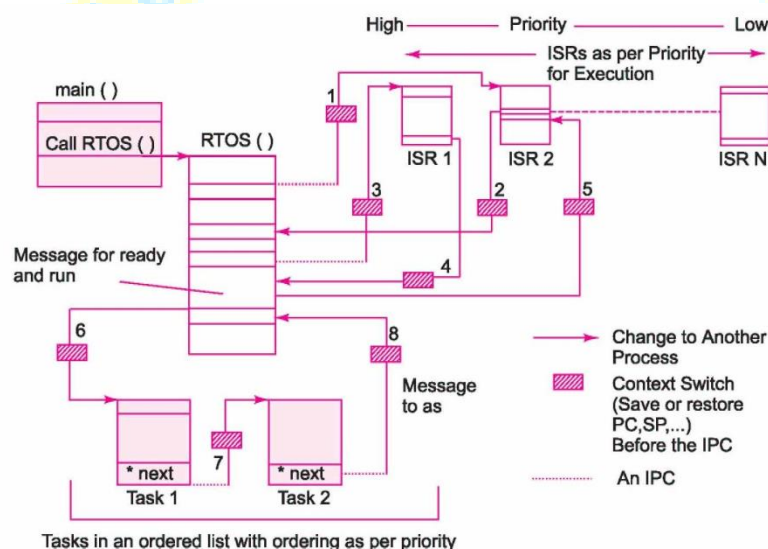 High
Priority
Low
ISRs as per Priority
for Execution
main ( )
Call RTOS ( )
RTOS ( )
1
ISR 1
ISR 2
ISR N
3
2
5
4
Message for ready
and run
6
8
Message
to as
7
* next
* next
Task 1
Task 2
Change to Another
Process
Context Switch
(Save or restore
PC,SP,...)
Before the IPC
An IPC
Tasks in an ordered list with ordering as per priority